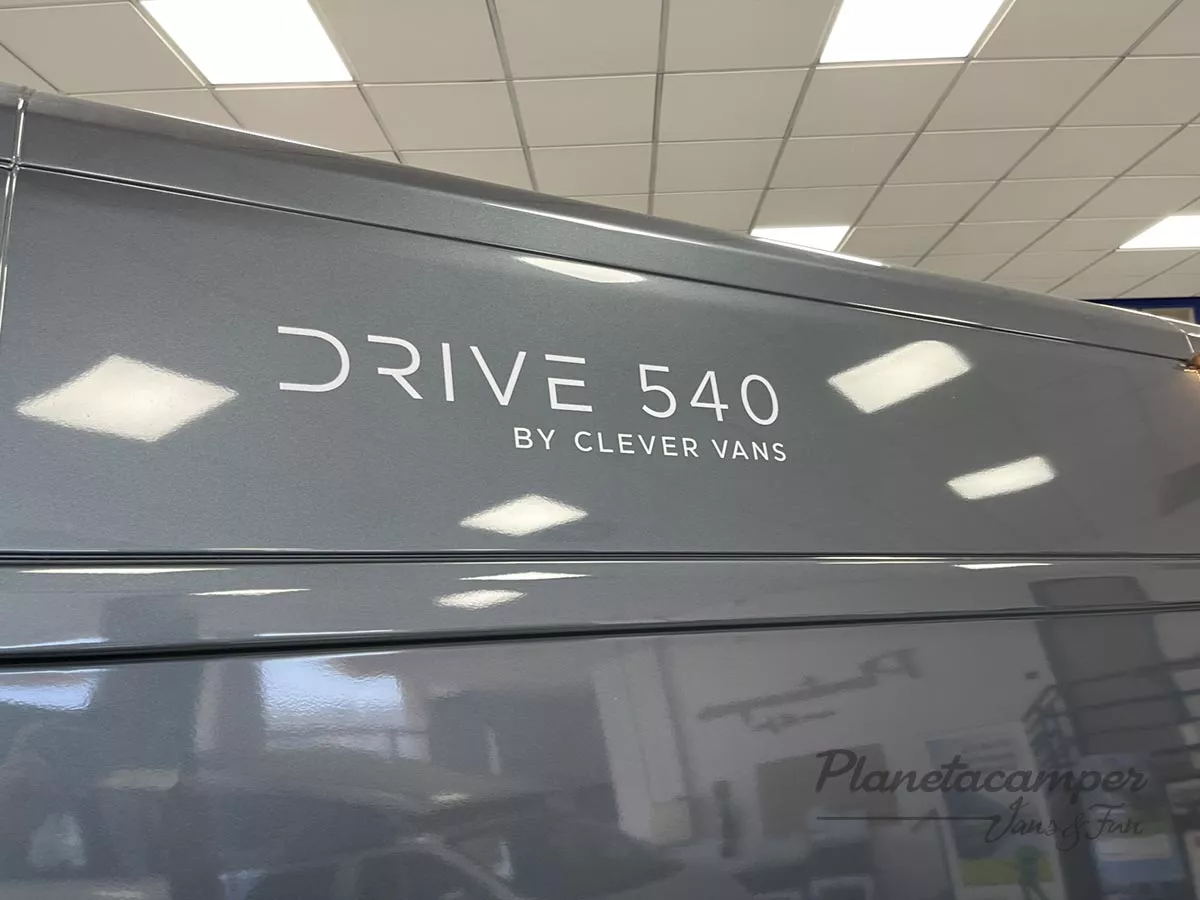 DRIVE 540
BY CLEVER VANS
Planetacamper
Vans & Fun